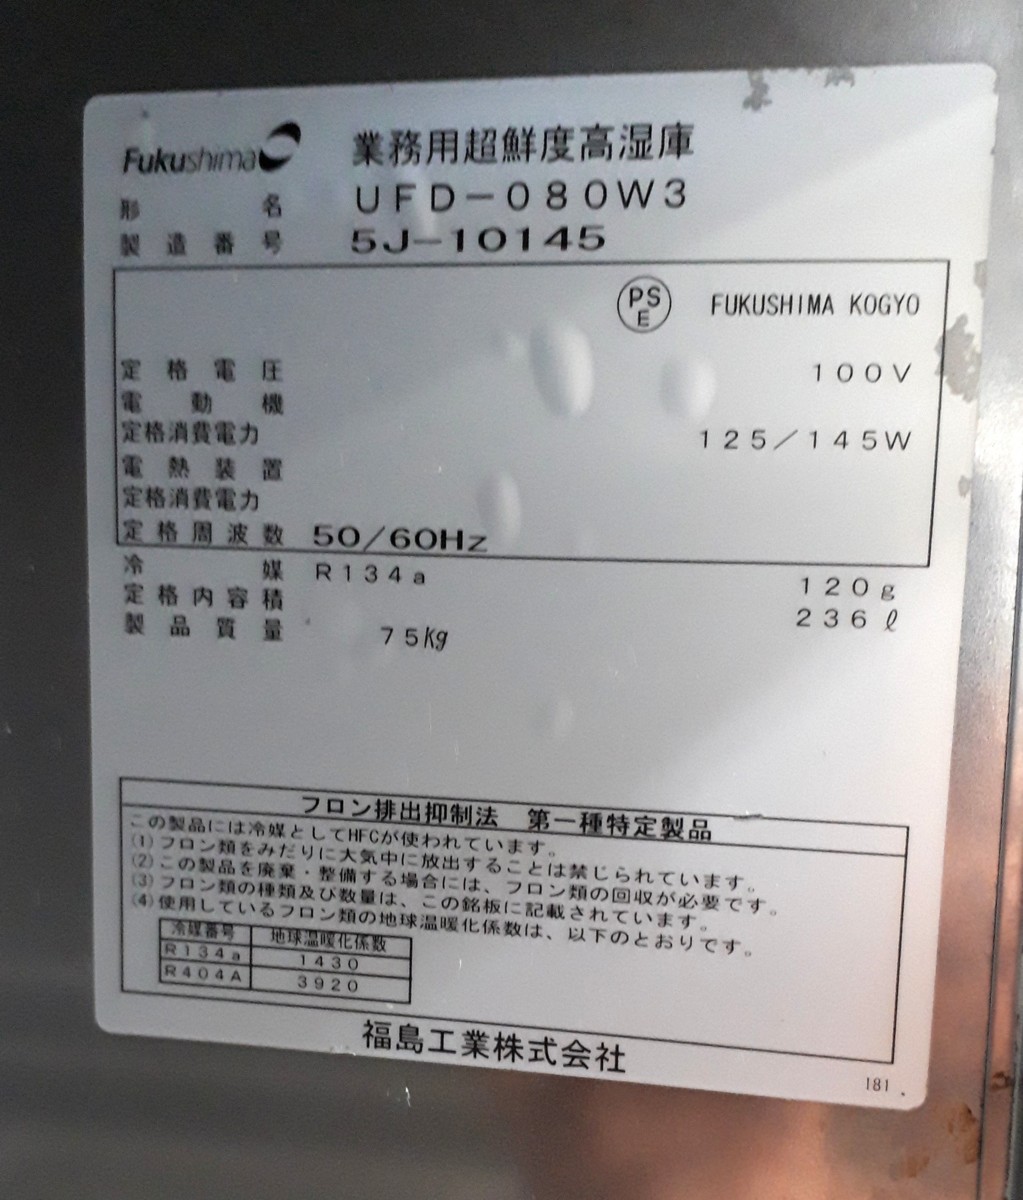 Fukushima 業務用超鮮度高湿庫
形名 UFD-080W3
製造番号 5J-10145
PSE FUKUSHIMA KOGYO
定格電圧 100V
電動機
定格消費電力 125/145W
電熱装置
定格消費電力
定格周波数 50/60Hz
冷媒 R134a 120g
定格内容積 236ℓ
製品質量 75kg
フロン排出抑制法 第一種特定製品
この製品には冷媒としてHFCが使われています。
(1)フロン類をみだりに大気中に放出することは禁じられています。
(2)この製品を廃棄・整備する場合には、フロン類の回収が必要です。
(3)フロン類の種類及び数量は、この銘板に記載されています。
(4)使用しているフロン類の地球温暖化係数は、以下のとおりです。
冷媒番号 地球温暖化係数
R134a 1430
R404A 3920
福島工業株式会社
181